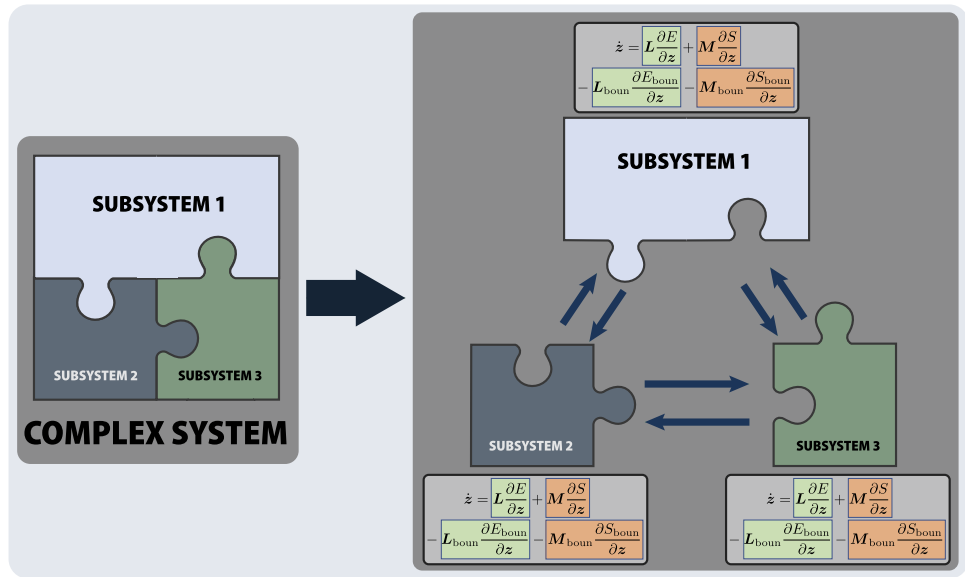 SUBSYSTEM 1
SUBSYSTEM 2
SUBSYSTEM 3
COMPLEX SYSTEM
ż = L ∂E/∂z + M ∂S/∂z
− L_boun ∂E_boun/∂z − M_boun ∂S_boun/∂z
SUBSYSTEM 1
SUBSYSTEM 2
SUBSYSTEM 3
ż = L ∂E/∂z + M ∂S/∂z
− L_boun ∂E_boun/∂z − M_boun ∂S_boun/∂z
ż = L ∂E/∂z + M ∂S/∂z
− L_boun ∂E_boun/∂z − M_boun ∂S_boun/∂z